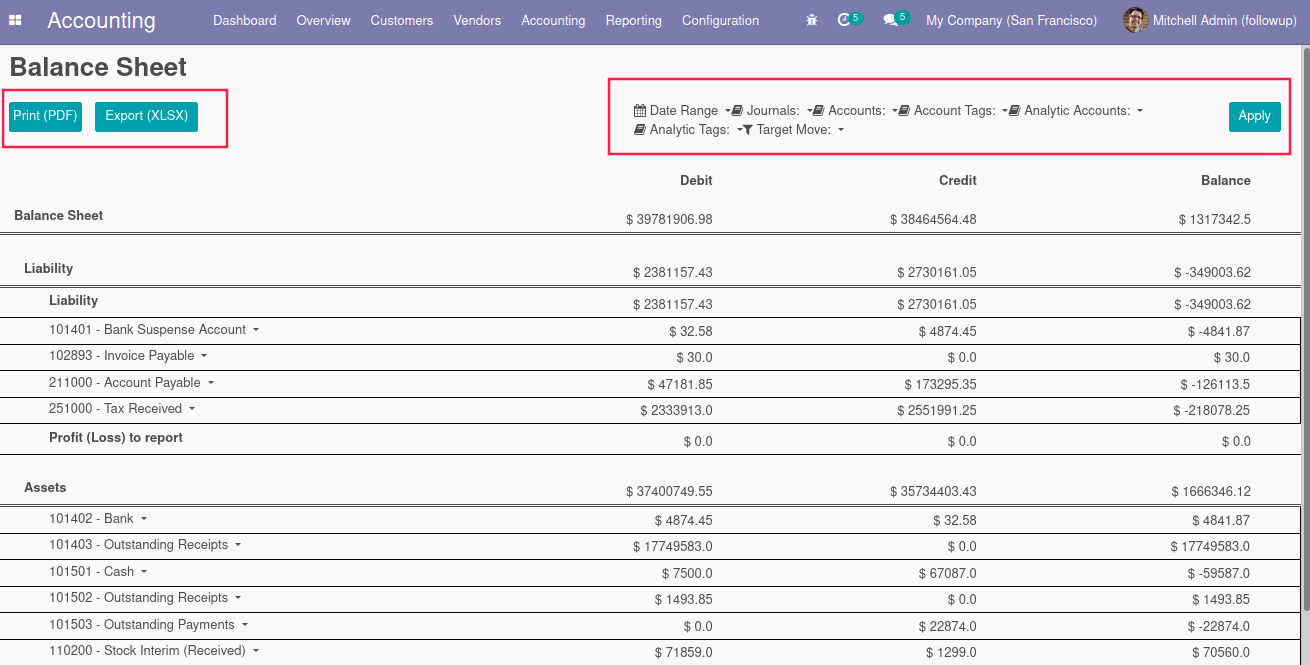 Accounting Dashboard Overview Customers Vendors Accounting Reporting Configuration 5 5 My Company (San Francisco) Mitchell Admin (followup)
Balance Sheet
Print (PDF) Export (XLSX)
Date Range Journals: Accounts: Account Tags: Analytic Accounts:
Analytic Tags: Target Move:
Apply
Debit Credit Balance
Balance Sheet $ 39781906.98 $ 38464564.48 $ 1317342.5
Liability $ 2381157.43 $ 2730161.05 $ -349003.62
Liability $ 2381157.43 $ 2730161.05 $ -349003.62
101401 - Bank Suspense Account $ 32.58 $ 4874.45 $ -4841.87
102893 - Invoice Payable $ 30.0 $ 0.0 $ 30.0
211000 - Account Payable $ 47181.85 $ 173295.35 $ -126113.5
251000 - Tax Received $ 2333913.0 $ 2551991.25 $ -218078.25
Profit (Loss) to report $ 0.0 $ 0.0 $ 0.0
Assets $ 37400749.55 $ 35734403.43 $ 1666346.12
101402 - Bank $ 4874.45 $ 32.58 $ 4841.87
101403 - Outstanding Receipts $ 17749583.0 $ 0.0 $ 17749583.0
101501 - Cash $ 7500.0 $ 67087.0 $ -59587.0
101502 - Outstanding Receipts $ 1493.85 $ 0.0 $ 1493.85
101503 - Outstanding Payments $ 0.0 $ 22874.0 $ -22874.0
110200 - Stock Interim (Received) $ 71859.0 $ 1299.0 $ 70560.0